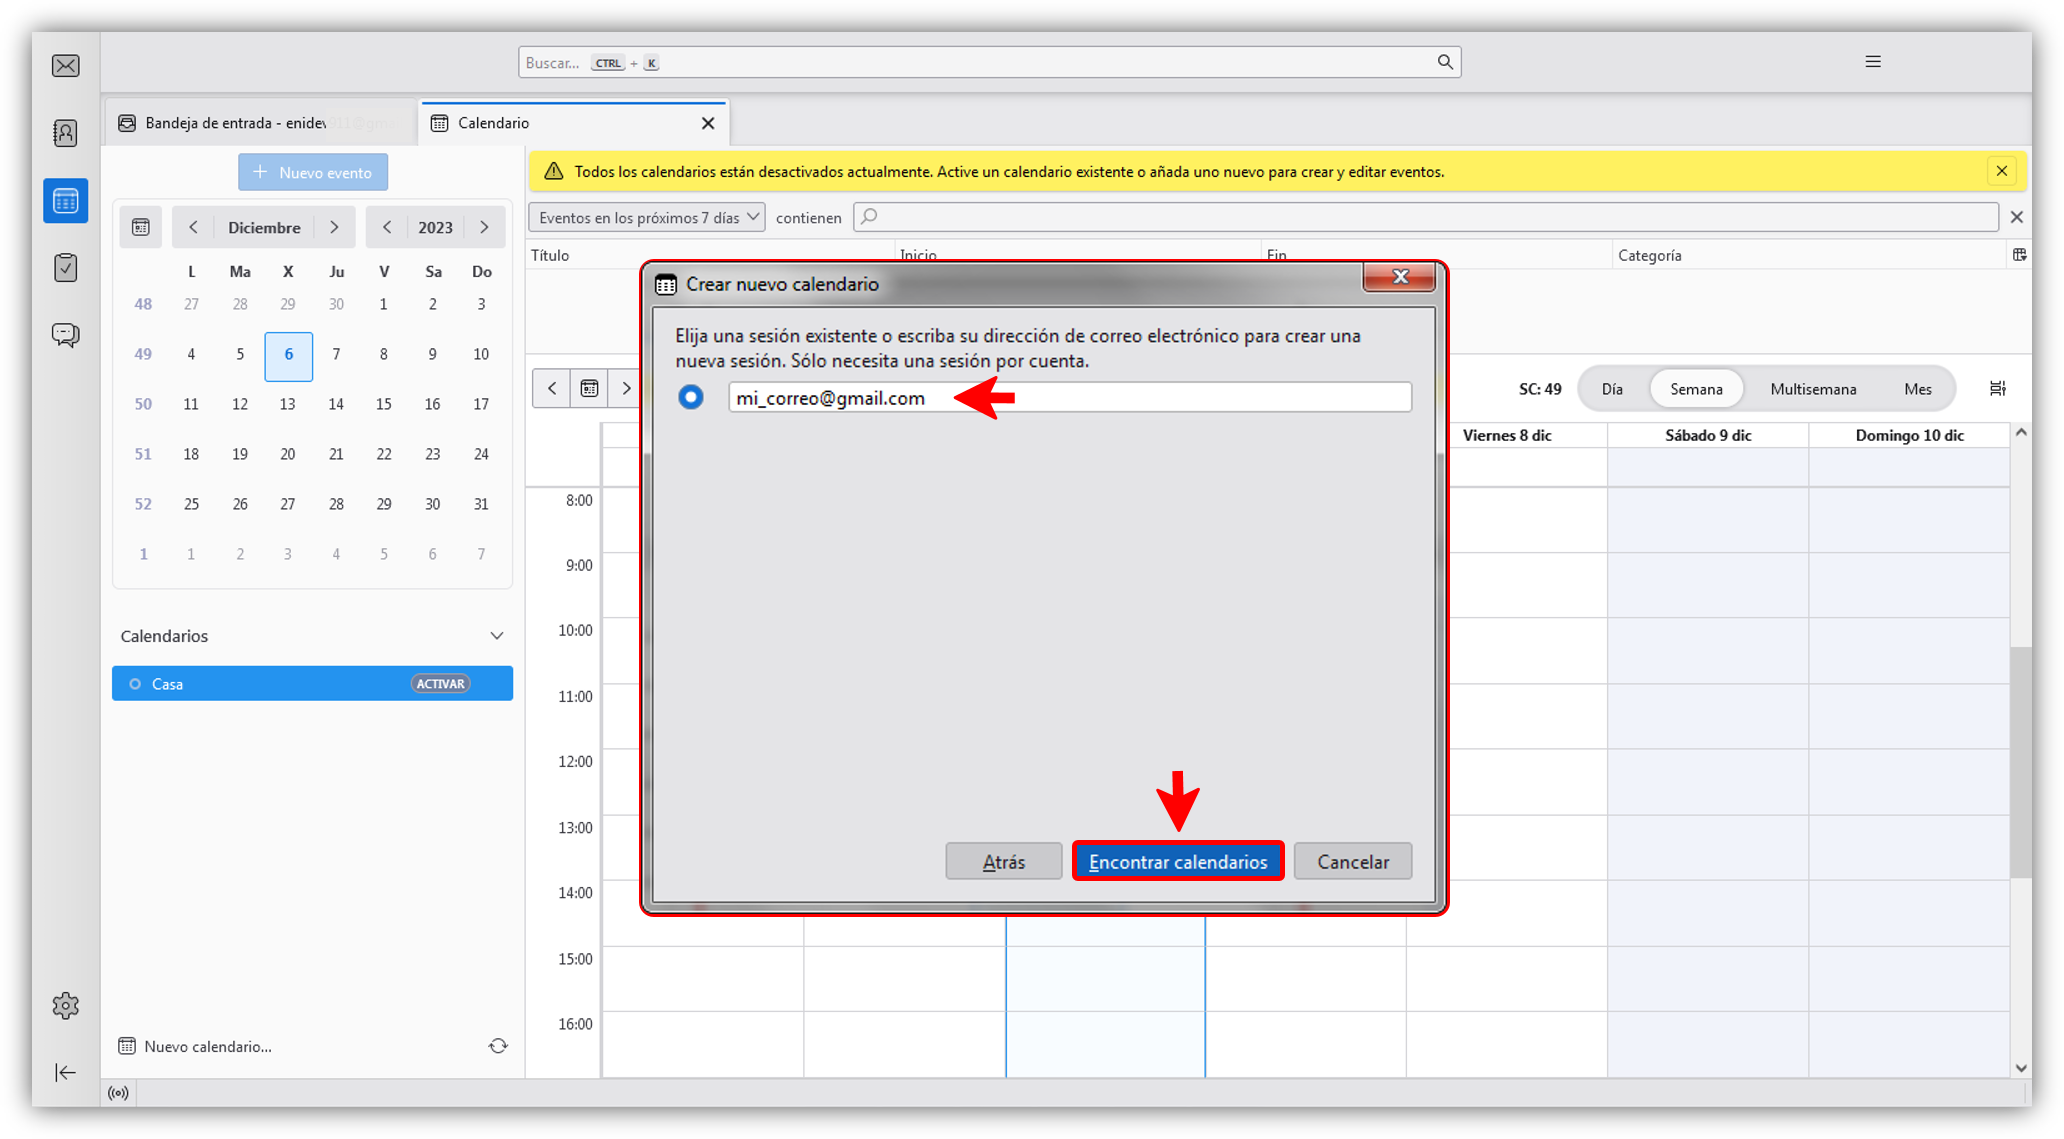 Buscar... CTRL + K
Bandeja de entrada - enidev
Calendario
+ Nuevo evento
Todos los calendarios están desactivados actualmente. Active un calendario existente o añada uno nuevo para crear y editar eventos.
Eventos en los próximos 7 días contienen
Título Inicio Fin Categoría
Diciembre 2023
L Ma X Ju V Sa Do
48 27 28 29 30 1 2 3
49 4 5 6 7 8 9 10
50 11 12 13 14 15 16 17
51 18 19 20 21 22 23 24
52 25 26 27 28 29 30 31
1 1 2 3 4 5 6 7
Calendarios
Casa ACTIVAR
Nuevo calendario...
Crear nuevo calendario
Elija una sesión existente o escriba su dirección de correo electrónico para crear una
nueva sesión. Sólo necesita una sesión por cuenta.
mi_correo@gmail.com
Atrás Encontrar calendarios Cancelar
SC: 49 Día Semana Multisemana Mes
Viernes 8 dic Sábado 9 dic Domingo 10 dic
8:00
9:00
10:00
11:00
12:00
13:00
14:00
15:00
16:00